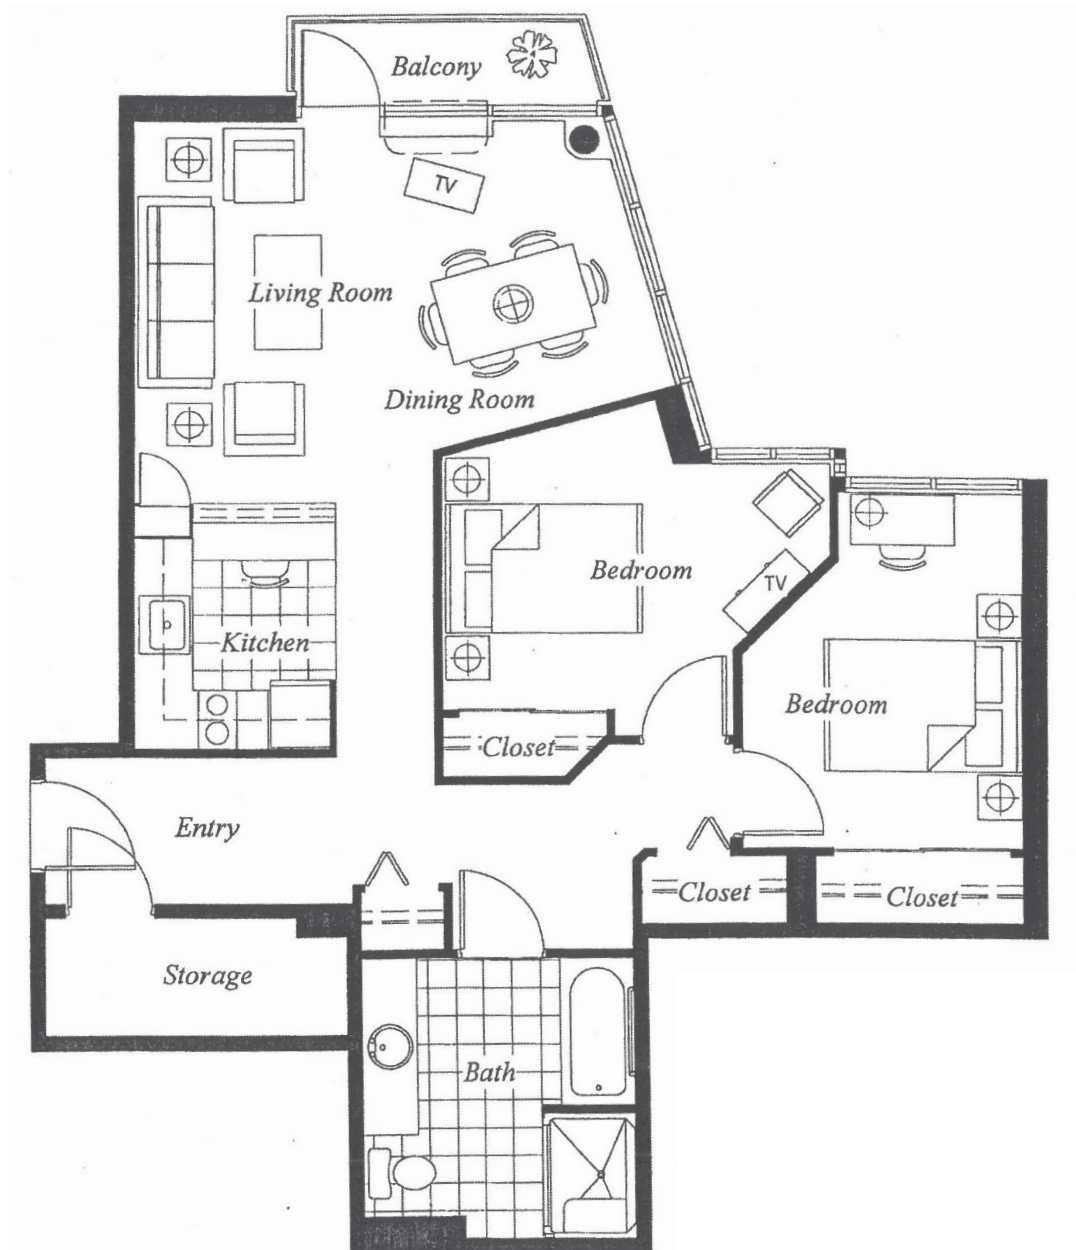 Balcony
TV
Living Room
Dining Room
Bedroom
TV
Kitchen
Bedroom
Closet
Entry
Closet
Closet
Storage
Bath